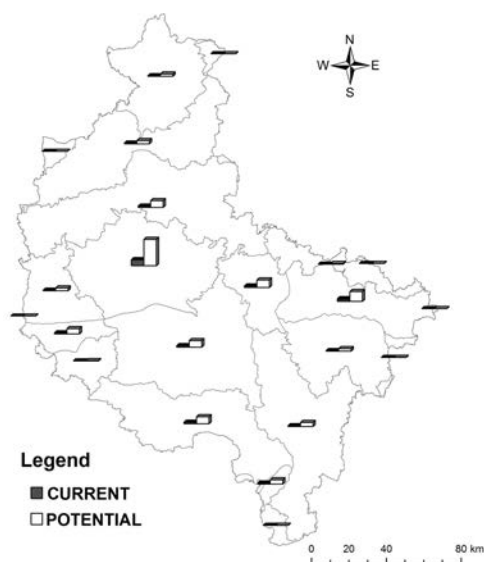 N
W E
S
Legend
CURRENT
POTENTIAL
0 20 40 80 km